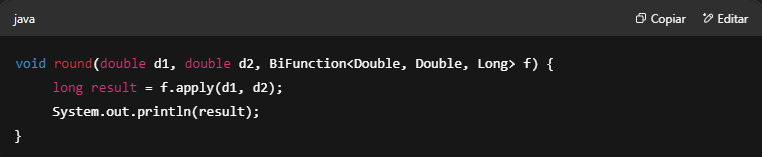 java Copiar Editar
void round(double d1, double d2, BiFunction<Double, Double, Long> f) {
    long result = f.apply(d1, d2);
    System.out.println(result);
}